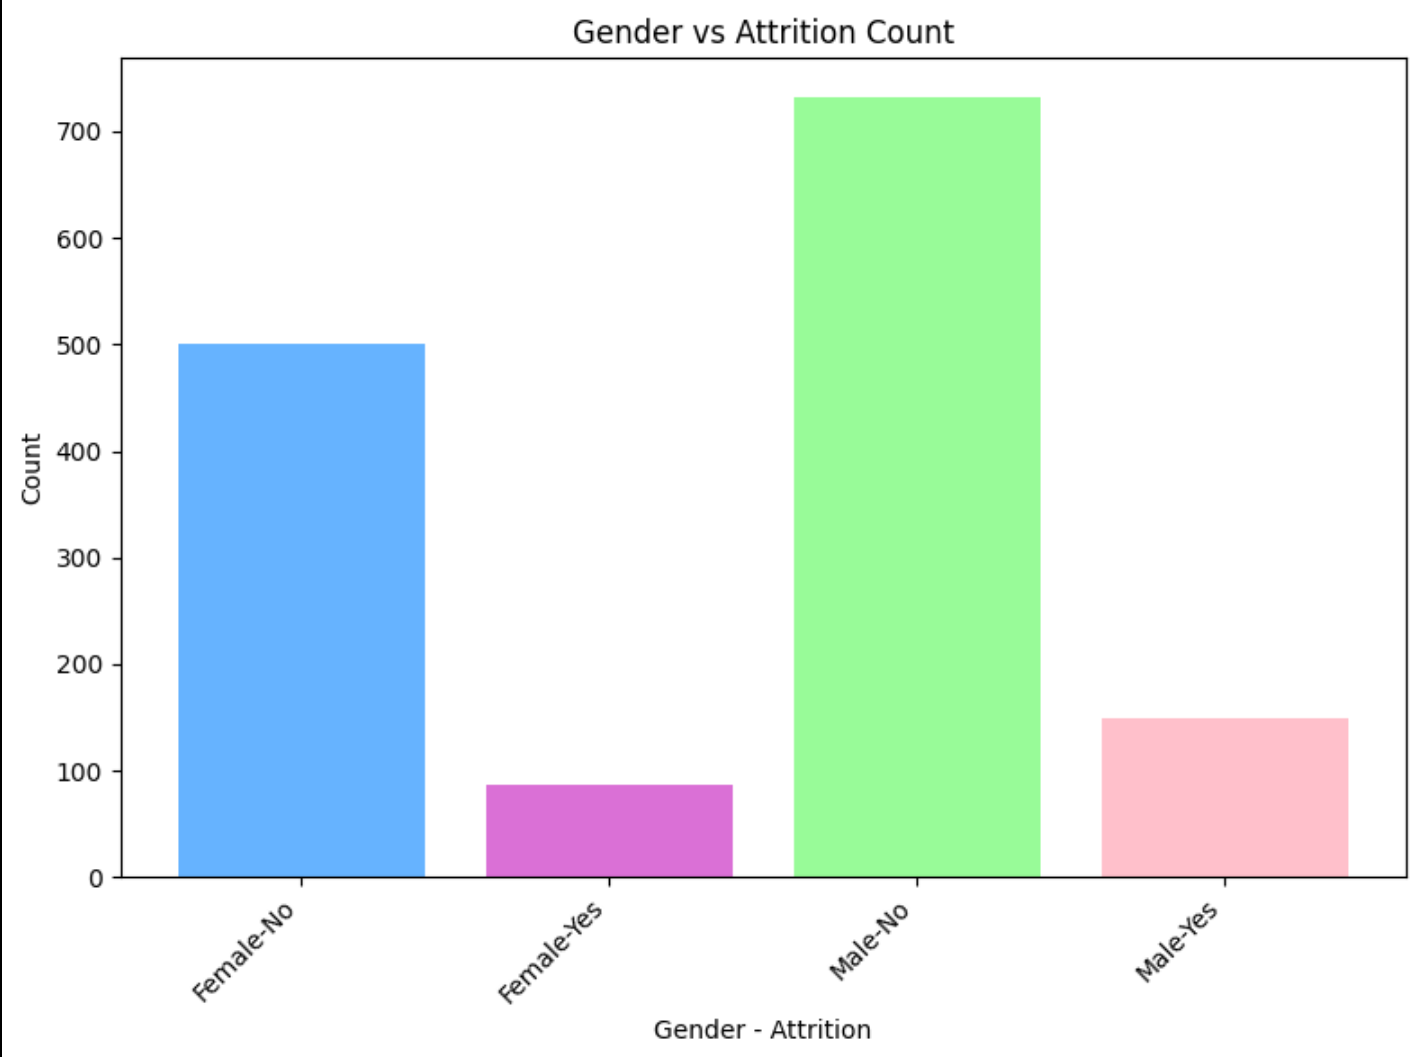 Gender vs Attrition Count
700
600
500
400
300
200
100
0
Count
Female-No
Female-Yes
Male-No
Male-Yes
Gender - Attrition